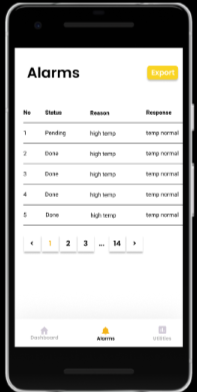 Alarms
Export
No Status Reason Response
1 Pending high temp temp normal
2 Done high temp temp normal
3 Done high temp temp normal
4 Done high temp temp normal
5 Done high temp temp normal
< 1 2 3 ... 14 >
Dashboard Alarms Utilities